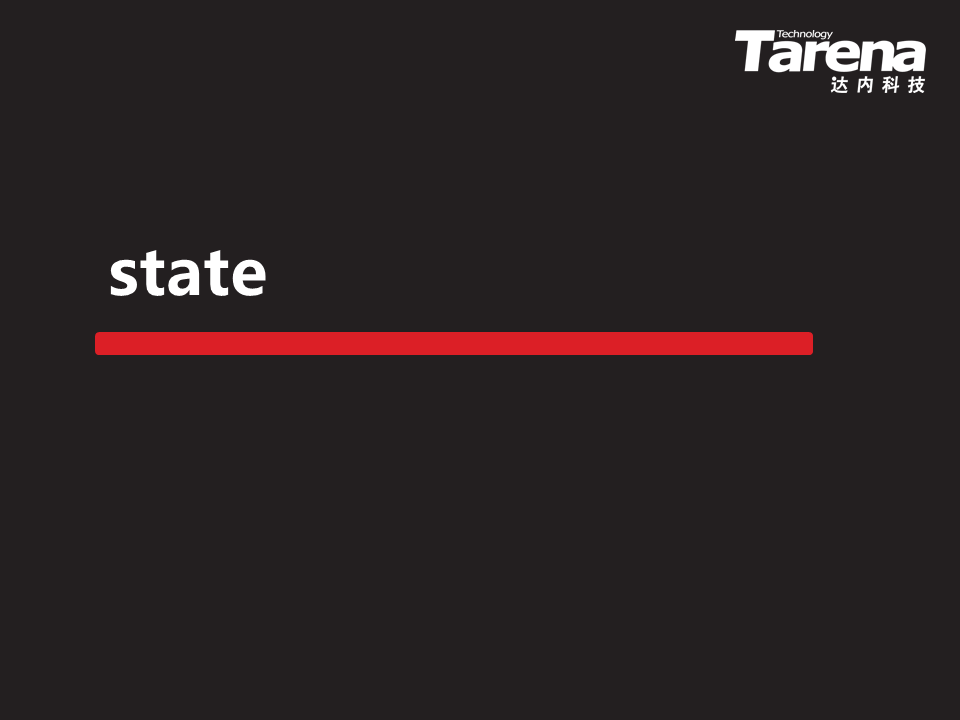 Technology
Tarena
达内科技
state